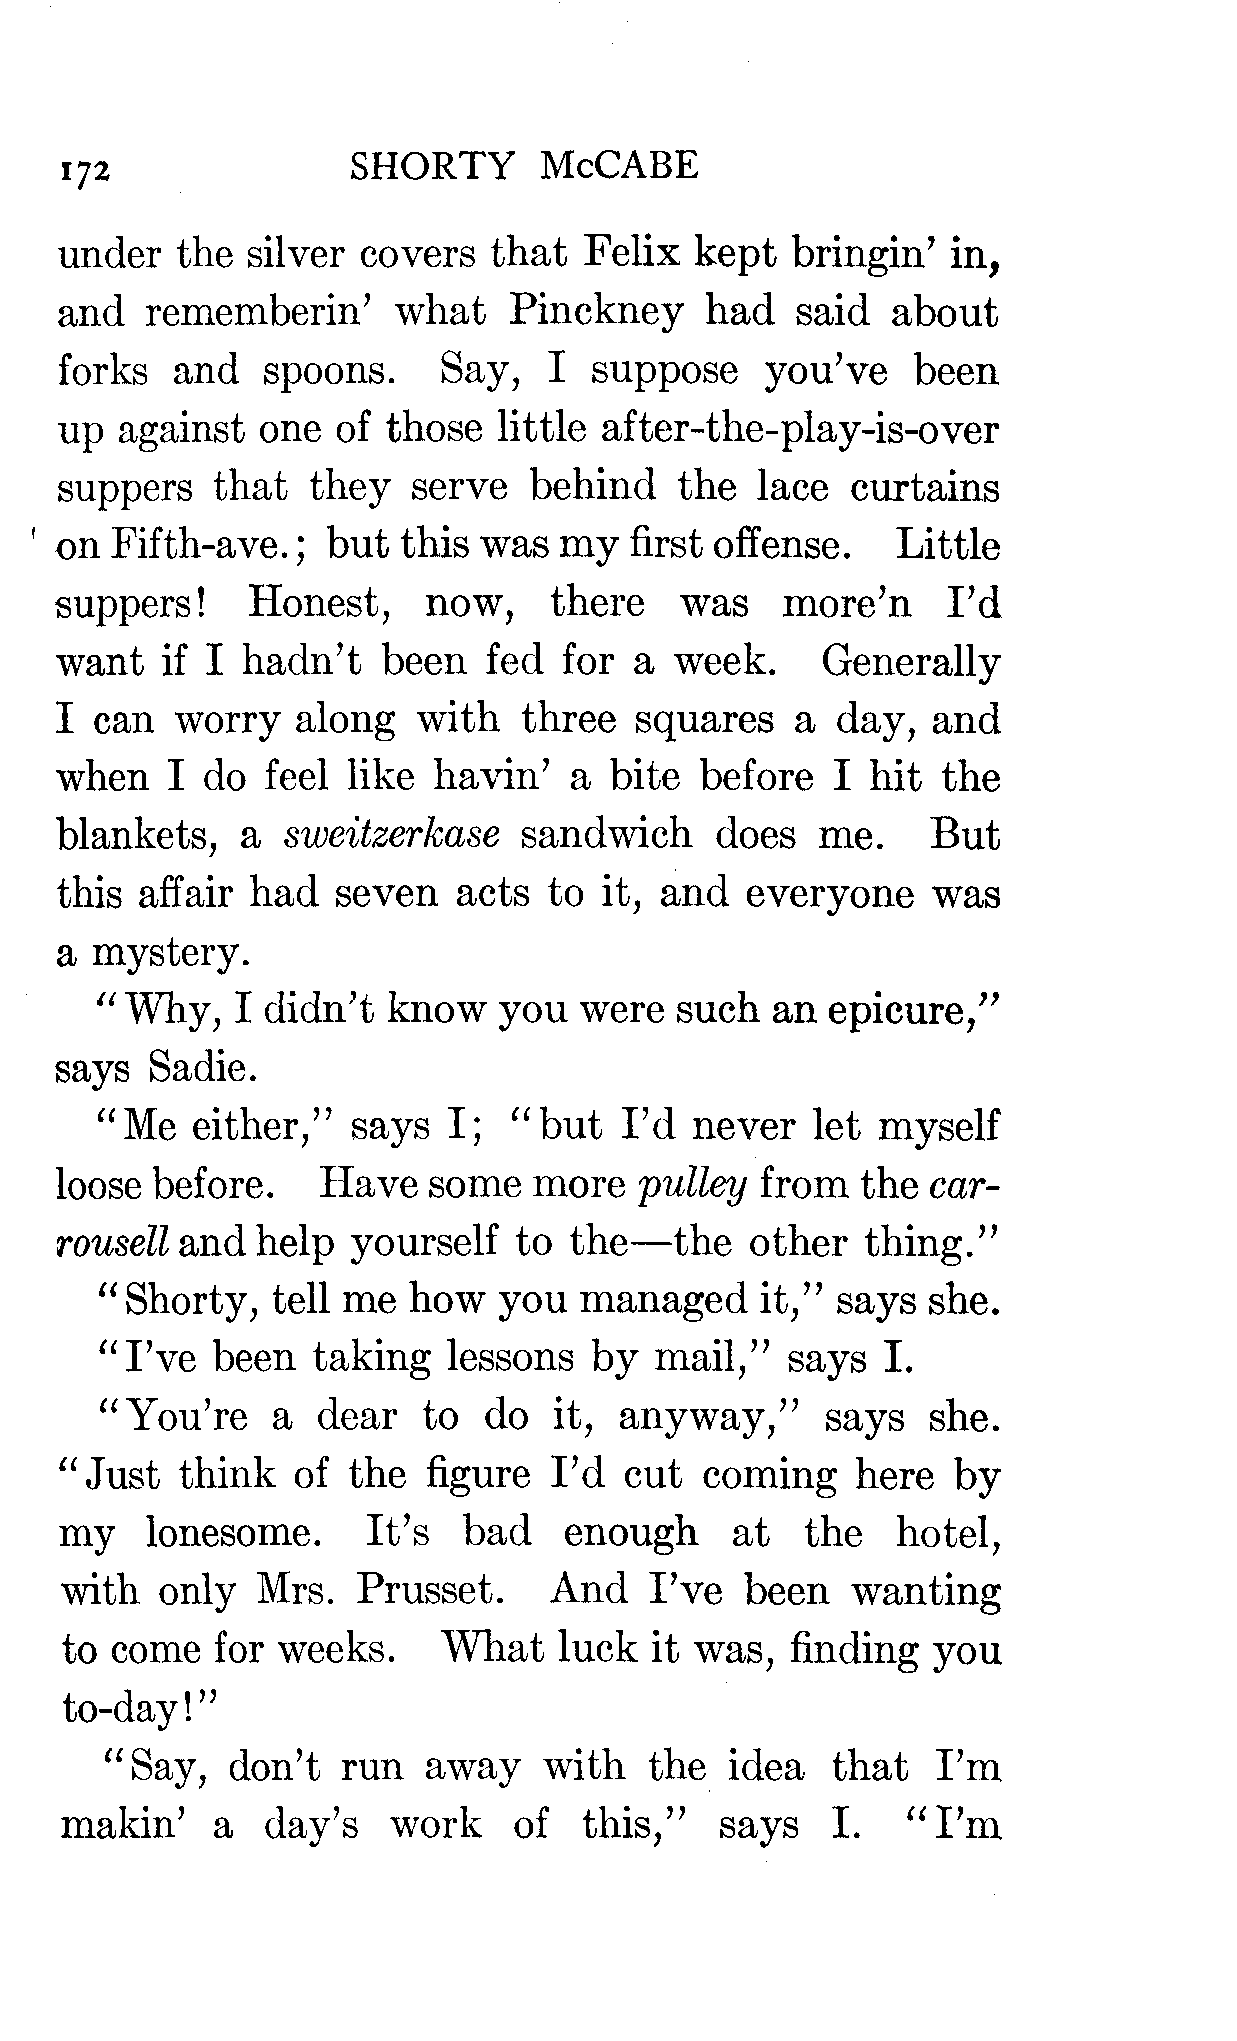 172 SHORTY McCABE
under the silver covers that Felix kept bringin' in,
and rememberin' what Pinckney had said about
forks and spoons. Say, I suppose you've been
up against one of those little after-the-play-is-over
suppers that they serve behind the lace curtains
on Fifth-ave.; but this was my first offense. Little
suppers! Honest, now, there was more'n I'd
want if I hadn't been fed for a week. Generally
I can worry along with three squares a day, and
when I do feel like havin' a bite before I hit the
blankets, a sweitzerkase sandwich does me. But
this affair had seven acts to it, and everyone was
a mystery.
"Why, I didn't know you were such an epicure,"
says Sadie.
"Me either," says I; "but I'd never let myself
loose before. Have some more pulley from the car-
rousell and help yourself to the—the other thing."
"Shorty, tell me how you managed it," says she.
"I've been taking lessons by mail," says I.
"You're a dear to do it, anyway," says she.
"Just think of the figure I'd cut coming here by
my lonesome. It's bad enough at the hotel,
with only Mrs. Prusset. And I've been wanting
to come for weeks. What luck it was, finding you
to-day!"
"Say, don't run away with the idea that I'm
makin' a day's work of this," says I. "I'm